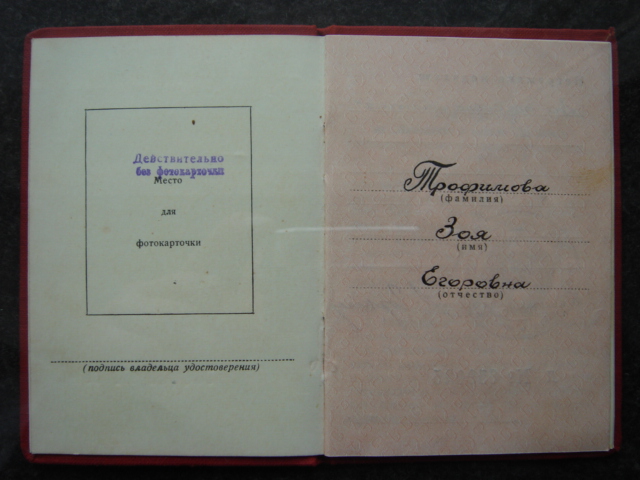 Действительно
без фотокарточки
Место
для
фотокарточки
(подпись владельца удостоверения)
Трофимова
(фамилия)
Зоя
(имя)
Егоровна
(отчество)